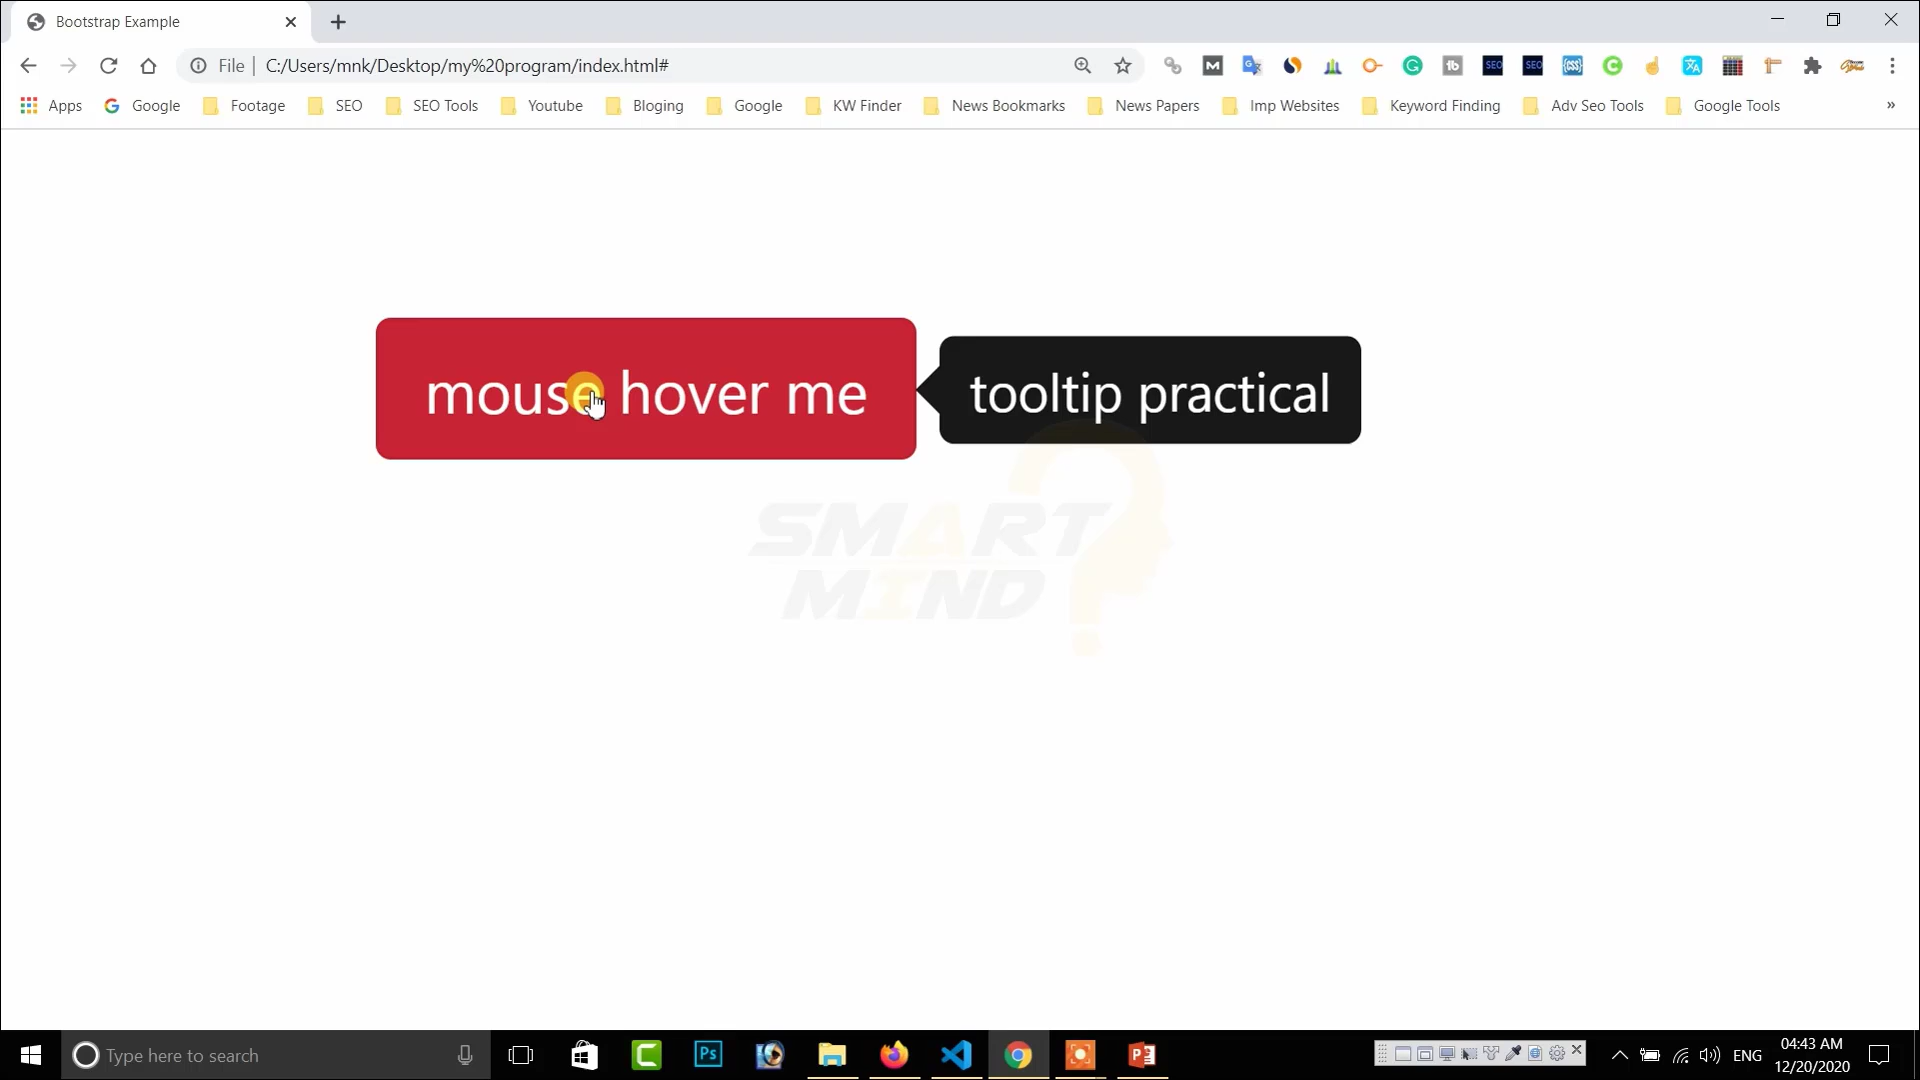 Bootstrap Example
File
C:/Users/mnk/Desktop/my%20program/index.html#
Apps
Google
Footage
SEO
SEO Tools
Youtube
Bloging
Google
KW Finder
News Bookmarks
News Papers
Imp Websites
Keyword Finding
Adv Seo Tools
Google Tools
mouse hover me
tooltip practical
SMART
MIND
Type here to search
Ps
ENG
04:43 AM
12/20/2020